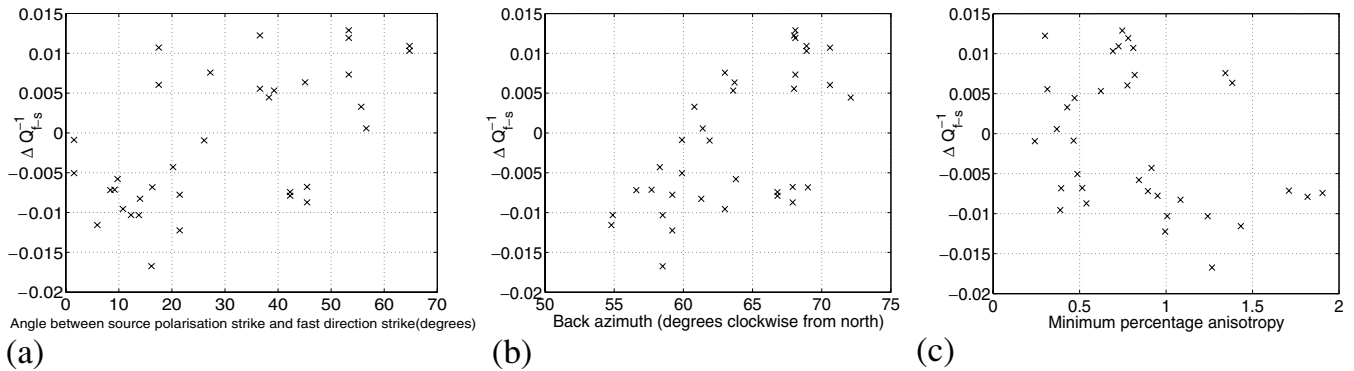 0.015
0.01
0.005
0
−0.005
−0.01
−0.015
−0.02
Δ Q⁻¹f−s
0 10 20 30 40 50 60 70
Angle between source polarisation strike and fast direction strike(degrees)
(a)
0.015
0.01
0.005
0
−0.005
−0.01
−0.015
−0.02
Δ Q⁻¹f−s
50 55 60 65 70 75
Back azimuth (degrees clockwise from north)
(b)
0.015
0.01
0.005
0
−0.005
−0.01
−0.015
−0.02
Δ Q⁻¹f−s
0 0.5 1 1.5 2
Minimum percentage anisotropy
(c)